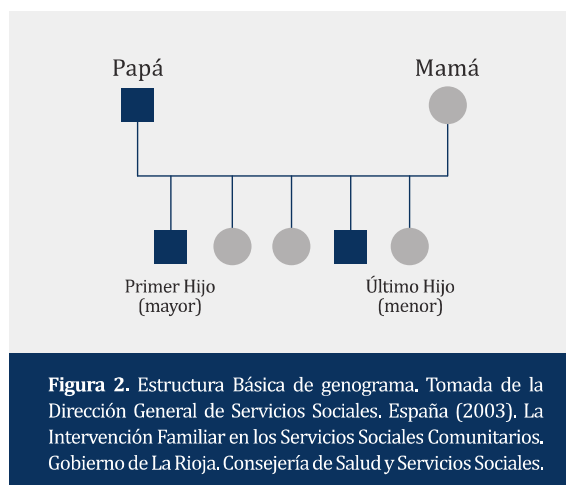 Papá
Mamá
Primer Hijo
(mayor)
Último Hijo
(menor)
Figura 2. Estructura Básica de genograma. Tomada de la
Dirección General de Servicios Sociales. España (2003). La
Intervención Familiar en los Servicios Sociales Comunitarios.
Gobierno de La Rioja. Consejería de Salud y Servicios Sociales.